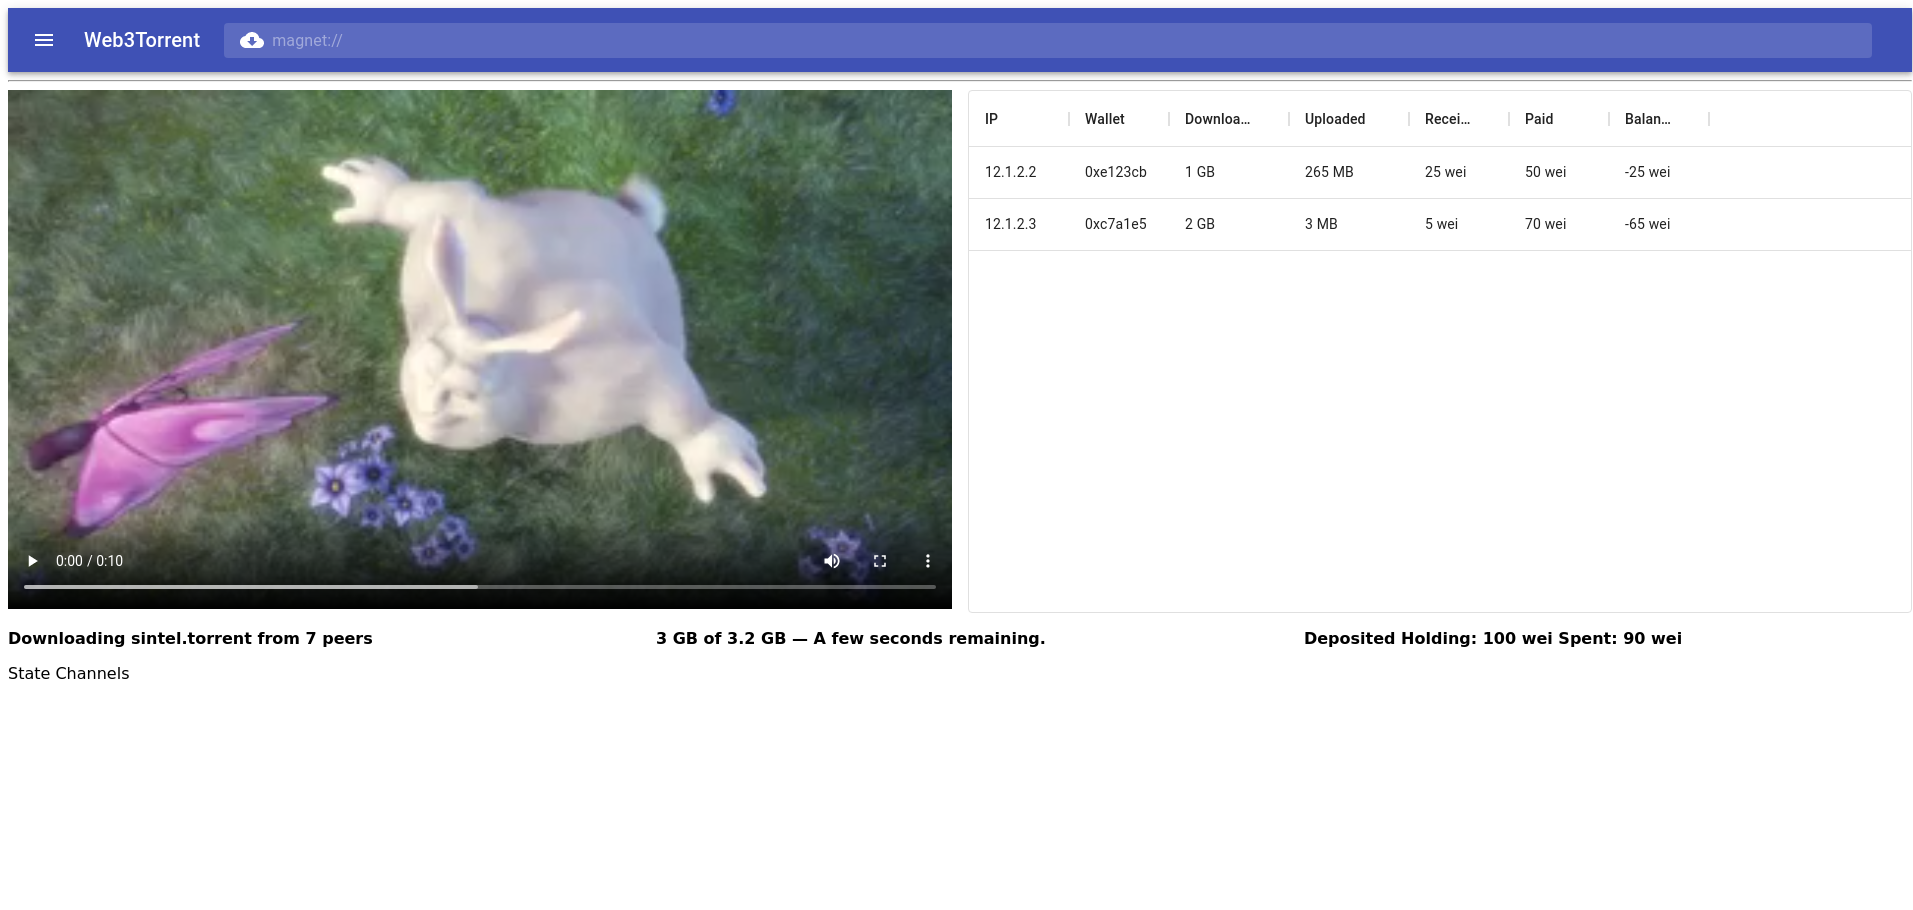 Web3Torrent magnet://
IP Wallet Downloa… Uploaded Recei… Paid Balan…
12.1.2.2 0xe123cb 1 GB 265 MB 25 wei 50 wei -25 wei
12.1.2.3 0xc7a1e5 2 GB 3 MB 5 wei 70 wei -65 wei
0:00 / 0:10
Downloading sintel.torrent from 7 peers 3 GB of 3.2 GB — A few seconds remaining. Deposited Holding: 100 wei Spent: 90 wei
State Channels